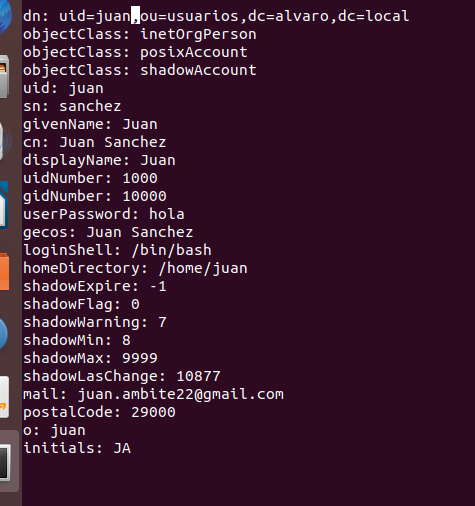 dn: uid=juan,ou=usuarios,dc=alvaro,dc=local
objectClass: inetOrgPerson
objectClass: posixAccount
objectClass: shadowAccount
uid: juan
sn: sanchez
givenName: Juan
cn: Juan Sanchez
displayName: Juan
uidNumber: 1000
gidNumber: 10000
userPassword: hola
gecos: Juan Sanchez
loginShell: /bin/bash
homeDirectory: /home/juan
shadowExpire: -1
shadowFlag: 0
shadowWarning: 7
shadowMin: 8
shadowMax: 9999
shadowLasChange: 10877
mail: juan.ambite22@gmail.com
postalCode: 29000
o: juan
initials: JA